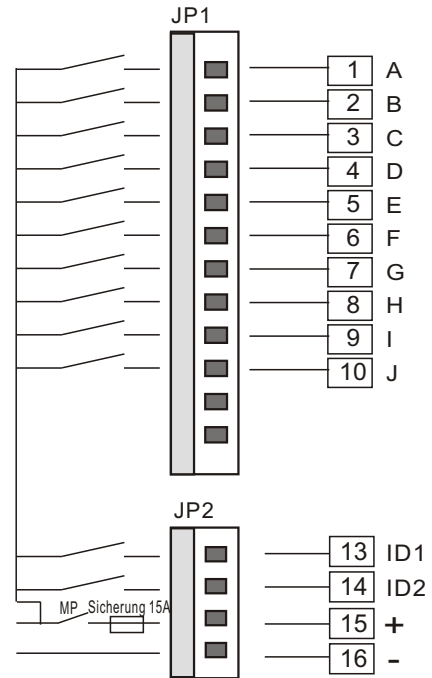 JP1
1 A
2 B
3 C
4 D
5 E
6 F
7 G
8 H
9 I
10 J
JP2
13 ID1
14 ID2
MP Sicherung 15A
15 +
16 -